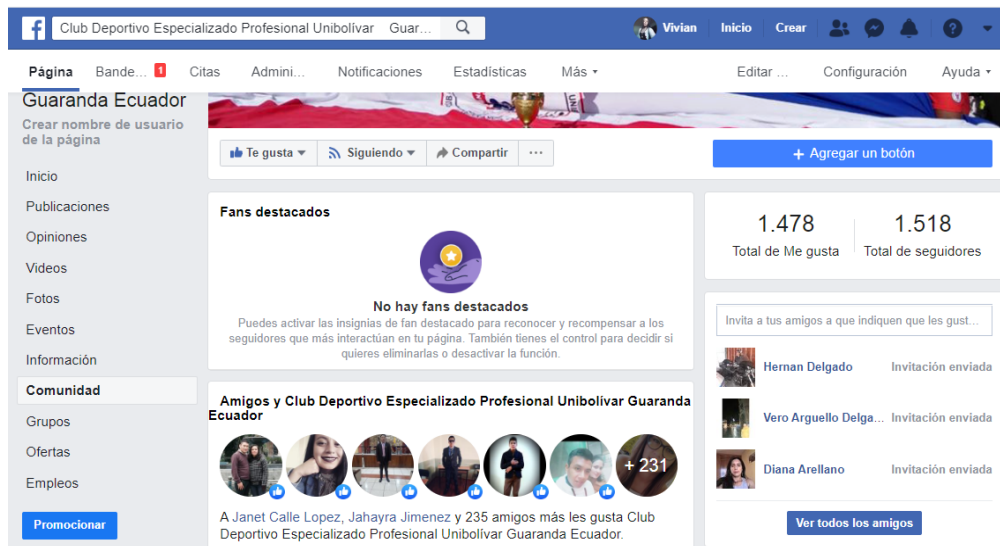 Club Deportivo Especializado Profesional Unibolívar Guar...
Vivian Inicio Crear
Página Bande... 1 Citas Admini... Notificaciones Estadísticas Más Editar ... Configuración Ayuda
Guaranda Ecuador
Crear nombre de usuario
de la página
Inicio
Publicaciones
Opiniones
Videos
Fotos
Eventos
Información
Comunidad
Grupos
Ofertas
Empleos
Promocionar
Te gusta Siguiendo Compartir ...
+ Agregar un botón
Fans destacados
No hay fans destacados
Puedes activar las insignias de fan destacado para reconocer y recompensar a los
seguidores que más interactúan en tu página. También tienes el control para decidir si
quieres eliminarlas o desactivar la función.
Amigos y Club Deportivo Especializado Profesional Unibolívar Guaranda
Ecuador
+ 231
A Janet Calle Lopez, Jahayra Jimenez y 235 amigos más les gusta Club
Deportivo Especializado Profesional Unibolívar Guaranda Ecuador.
1.478 1.518
Total de Me gusta Total de seguidores
Invita a tus amigos a que indiquen que les gust...
Hernan Delgado Invitación enviada
Vero Arguello Delga... Invitación enviada
Diana Arellano Invitación enviada
Ver todos los amigos